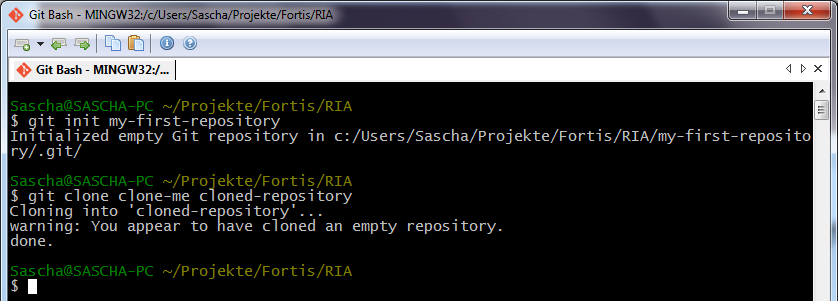 Git Bash - MINGW32:/c/Users/Sascha/Projekte/Fortis/RIA
Git Bash - MINGW32:/...
Sascha@SASCHA-PC ~/Projekte/Fortis/RIA
$ git init my-first-repository
Initialized empty Git repository in c:/Users/Sascha/Projekte/Fortis/RIA/my-first-reposito
ry/.git/
Sascha@SASCHA-PC ~/Projekte/Fortis/RIA
$ git clone clone-me cloned-repository
Cloning into 'cloned-repository'...
warning: You appear to have cloned an empty repository.
done.
Sascha@SASCHA-PC ~/Projekte/Fortis/RIA
$